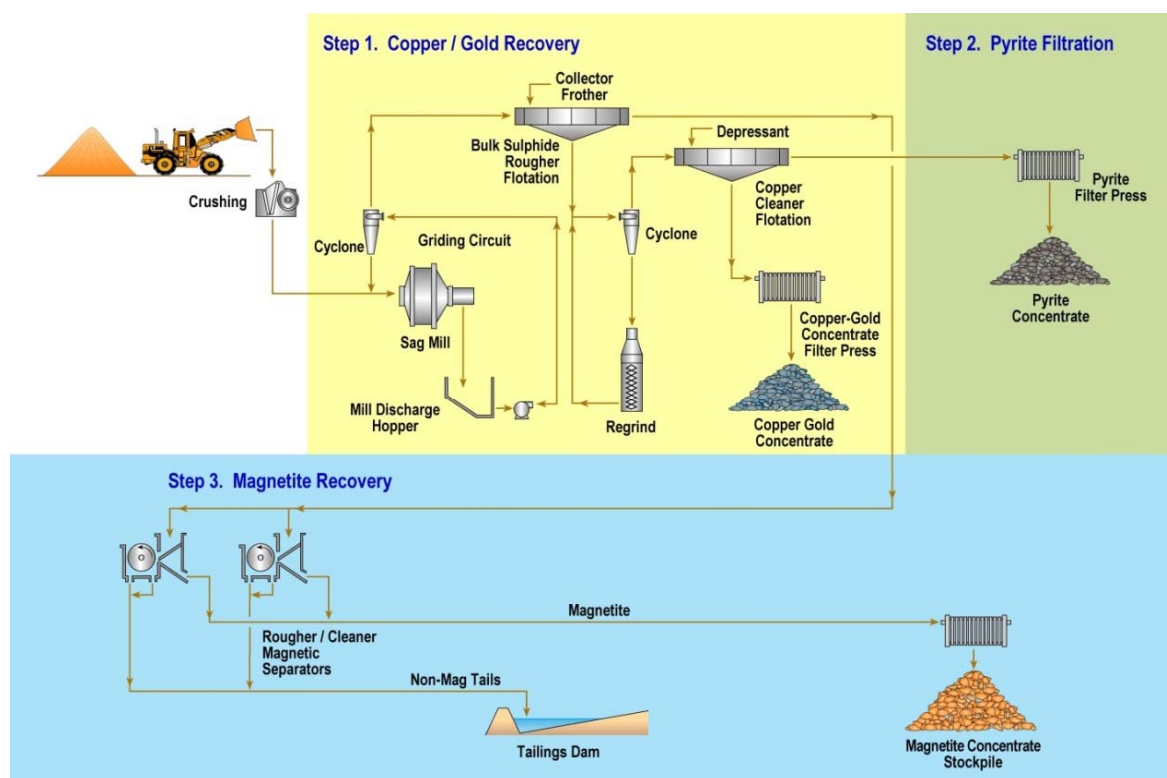 Step 1.  Copper / Gold Recovery
Step 2.  Pyrite Filtration
Collector
Frother
Depressant
Bulk Sulphide
Rougher
Flotation
Crushing
Copper
Cleaner
Flotation
Pyrite
Filter Press
Cyclone
Griding Circuit
Cyclone
Pyrite
Concentrate
Sag Mill
Copper-Gold
Concentrate
Filter Press
Mill Discharge
Hopper
Regrind
Copper Gold
Concentrate
Step 3.  Magnetite Recovery
Magnetite
Rougher / Cleaner
Magnetic
Separators
Non-Mag Tails
Tailings Dam
Magnetite Concentrate
Stockpile